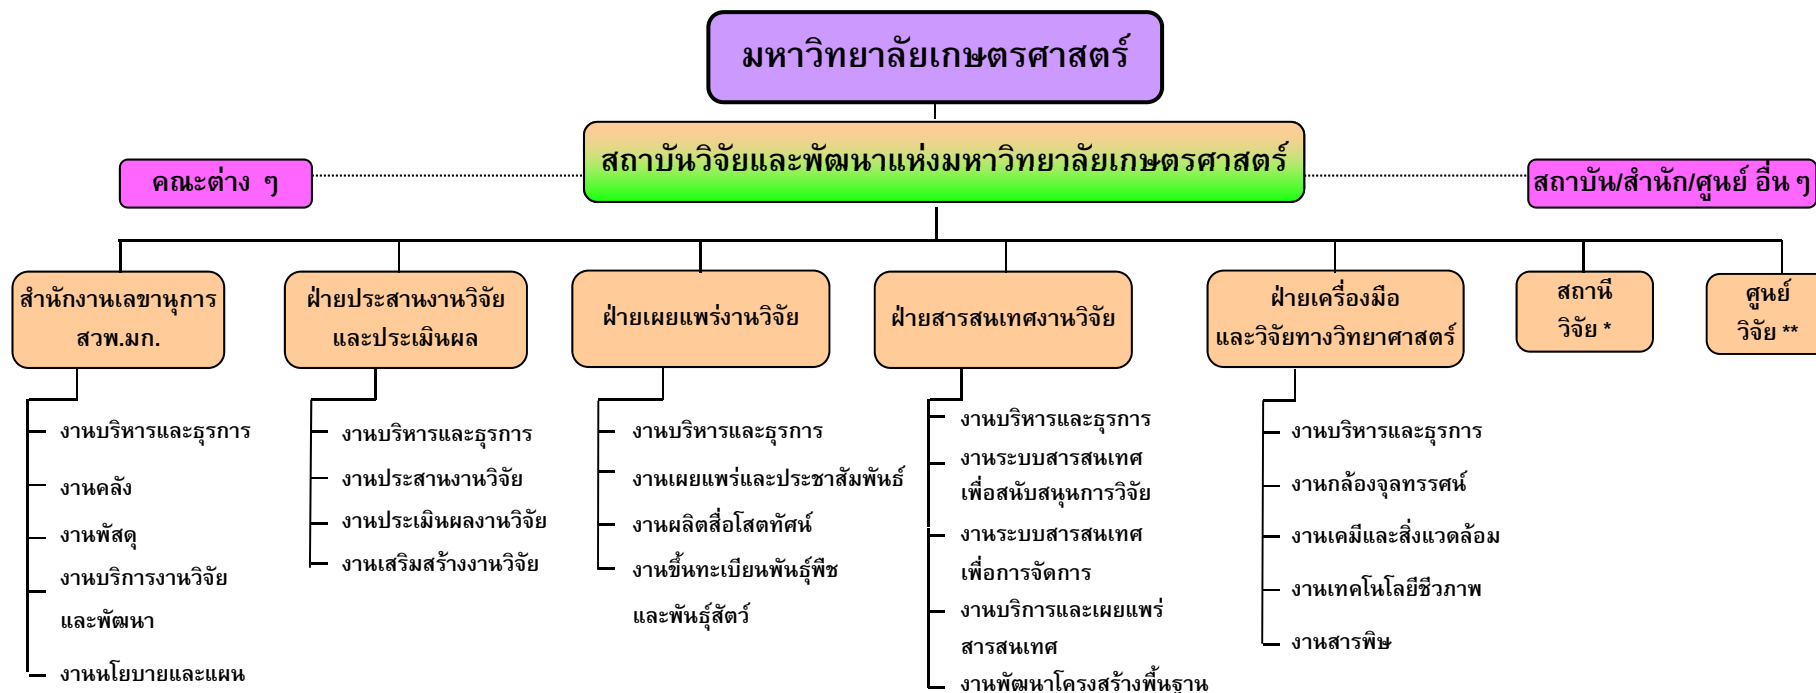 มหาวิทยาลัยเกษตรศาสตร์
สถาบันวิจัยและพัฒนาแห่งมหาวิทยาลัยเกษตรศาสตร์
คณะต่าง ๆ
สถาบัน/สำนัก/ศูนย์ อื่น ๆ
สำนักงานเลขานุการ
สวพ.มก.
ฝ่ายประสานงานวิจัย
และประเมินผล
ฝ่ายเผยแพร่งานวิจัย
ฝ่ายสารสนเทศงานวิจัย
ฝ่ายเครื่องมือ
และวิจัยทางวิทยาศาสตร์
สถานี
วิจัย *
ศูนย์
วิจัย **
งานบริหารและธุรการ
งานคลัง
งานพัสดุ
งานบริการงานวิจัย
และพัฒนา
งานนโยบายและแผน
งานบริหารและธุรการ
งานประสานงานวิจัย
งานประเมินผลงานวิจัย
งานเสริมสร้างงานวิจัย
งานบริหารและธุรการ
งานเผยแพร่และประชาสัมพันธ์
งานผลิตสื่อโสตทัศน์
งานขึ้นทะเบียนพันธุ์พืช
และพันธุ์สัตว์
งานบริหารและธุรการ
งานระบบสารสนเทศ
เพื่อสนับสนุนการวิจัย
งานระบบสารสนเทศ
เพื่อการจัดการ
งานบริการและเผยแพร่
สารสนเทศ
งานพัฒนาโครงสร้างพื้นฐาน
งานบริหารและธุรการ
งานกล้องจุลทรรศน์
งานเคมีและสิ่งแวดล้อม
งานเทคโนโลยีชีวภาพ
งานสารพิษ